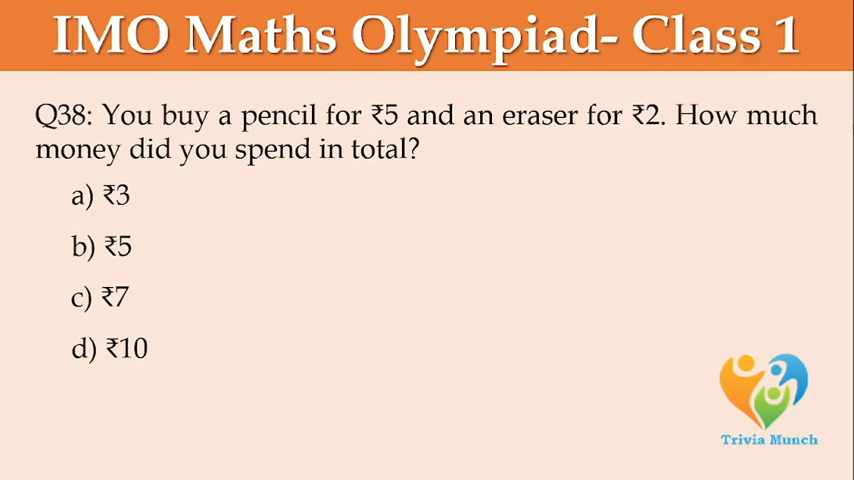 IMO Maths Olympiad- Class 1
Q38: You buy a pencil for ₹5 and an eraser for ₹2. How much
money did you spend in total?
a) ₹3
b) ₹5
c) ₹7
d) ₹10
Trivia Munch